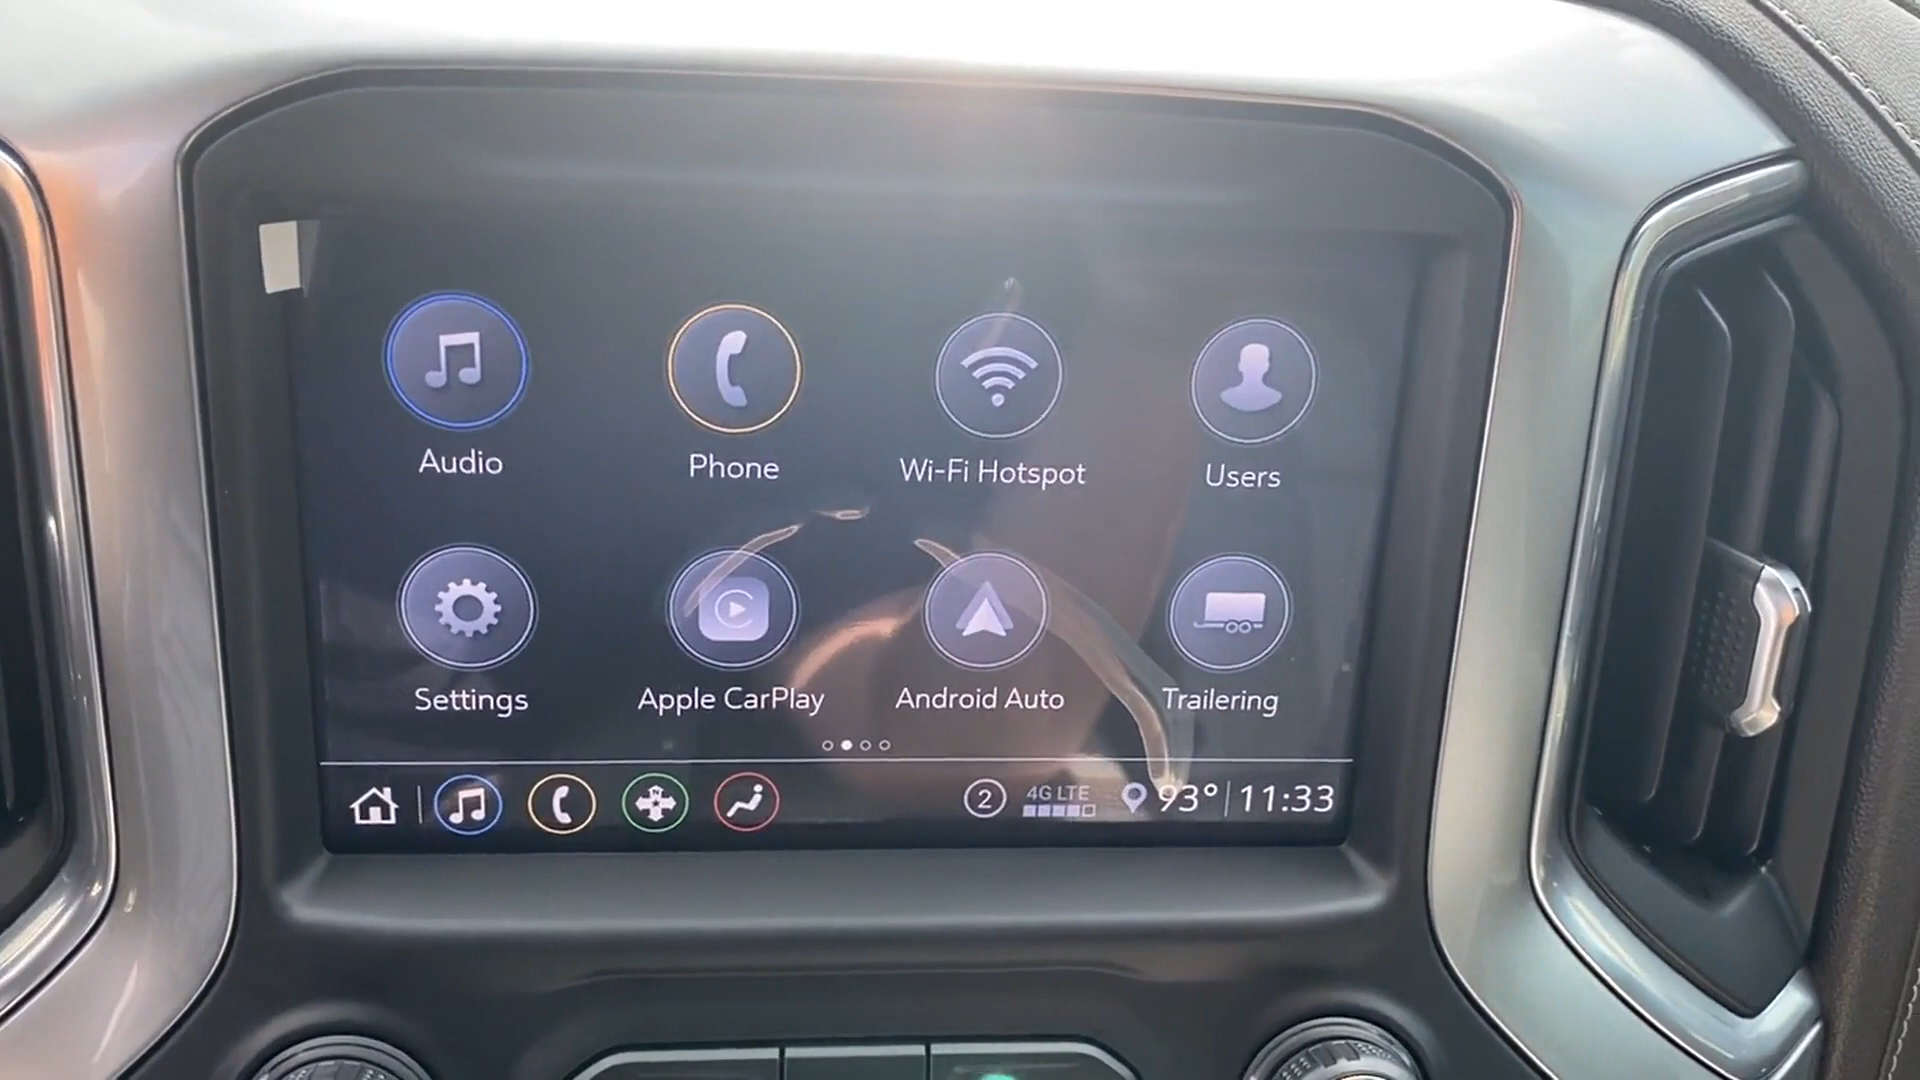 Audio Phone Wi-Fi Hotspot Users
Settings Apple CarPlay Android Auto Trailering
2 4G LTE 93° 11:33